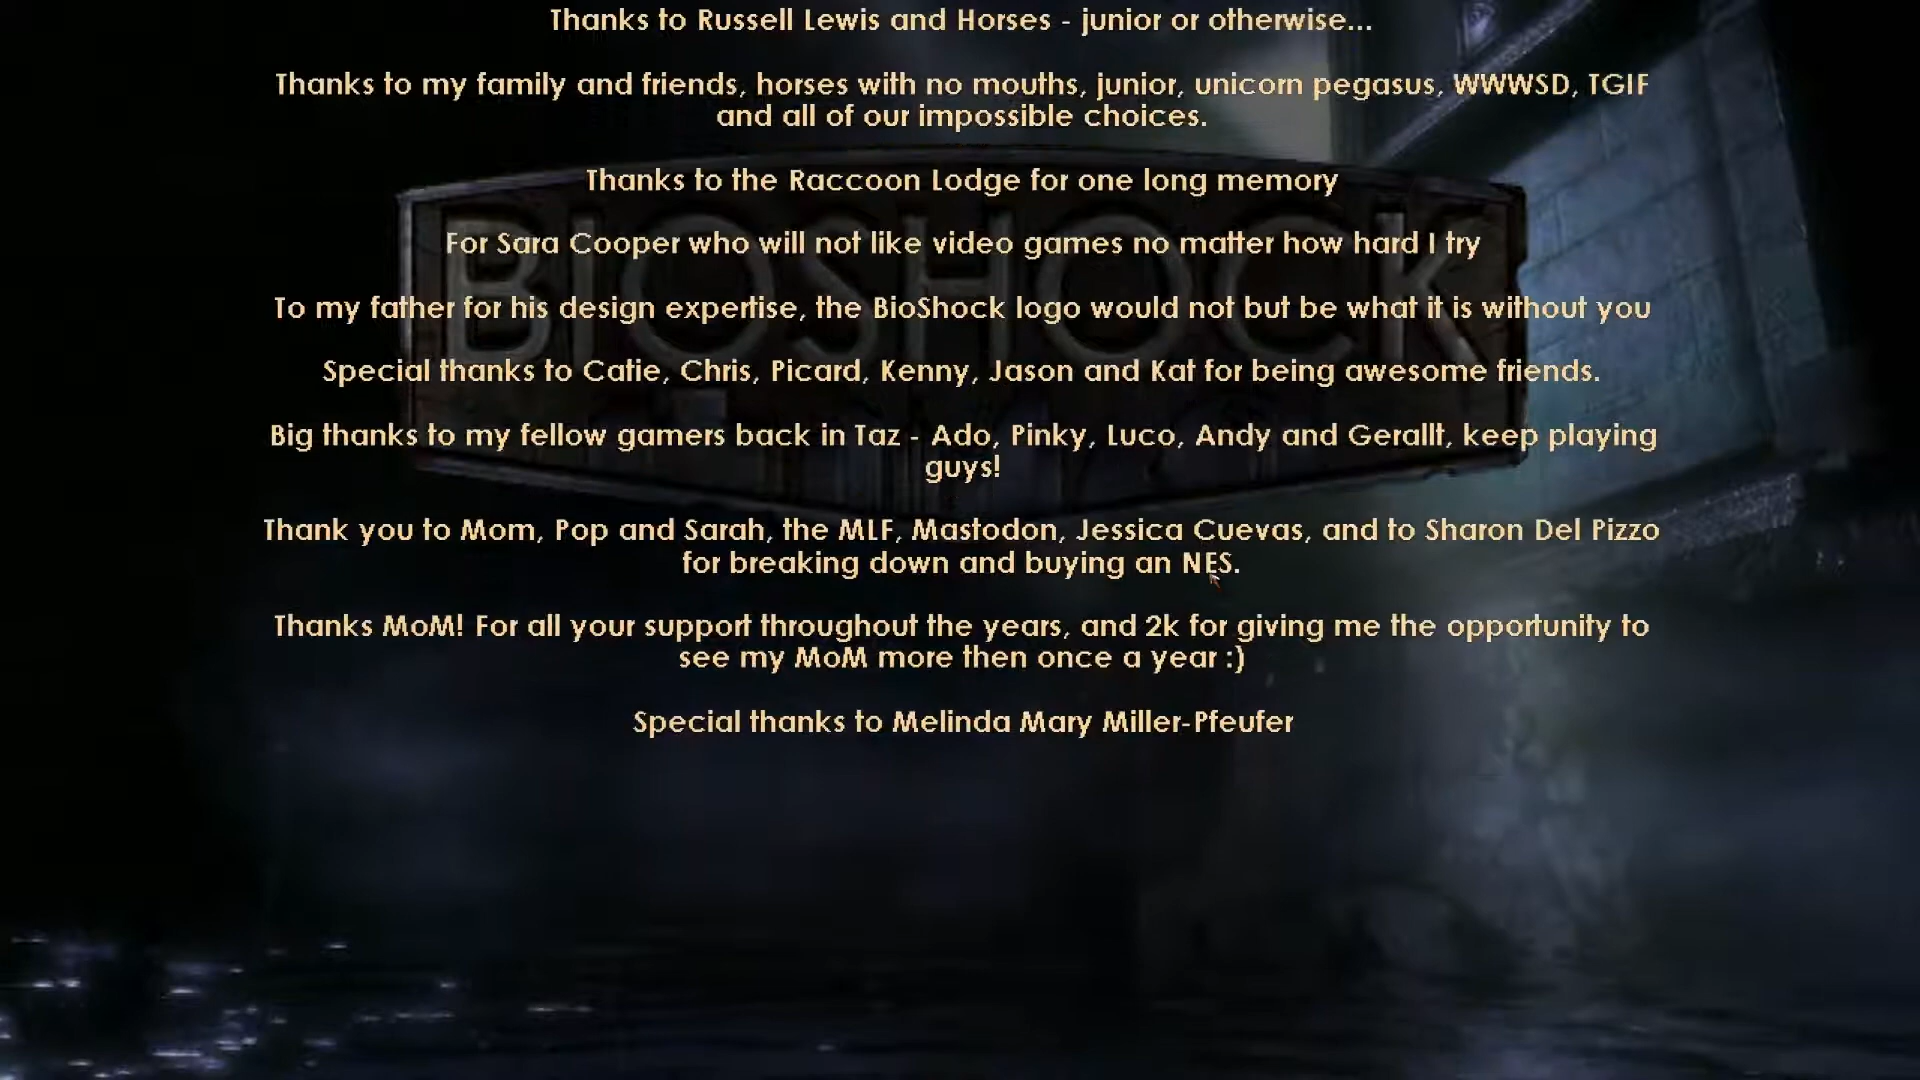 Thanks to Russell Lewis and Horses - junior or otherwise...
Thanks to my family and friends, horses with no mouths, junior, unicorn pegasus, WWWSD, TGIF
and all of our impossible choices.
Thanks to the Raccoon Lodge for one long memory
BIOSHOCK
For Sara Cooper who will not like video games no matter how hard I try
To my father for his design expertise, the BioShock logo would not but be what it is without you
Special thanks to Catie, Chris, Picard, Kenny, Jason and Kat for being awesome friends.
Big thanks to my fellow gamers back in Taz - Ado, Pinky, Luco, Andy and Gerallt, keep playing
guys!
Thank you to Mom, Pop and Sarah, the MLF, Mastodon, Jessica Cuevas, and to Sharon Del Pizzo
for breaking down and buying an NES.
Thanks MoM! For all your support throughout the years, and 2k for giving me the opportunity to
see my MoM more then once a year :)
Special thanks to Melinda Mary Miller-Pfeufer